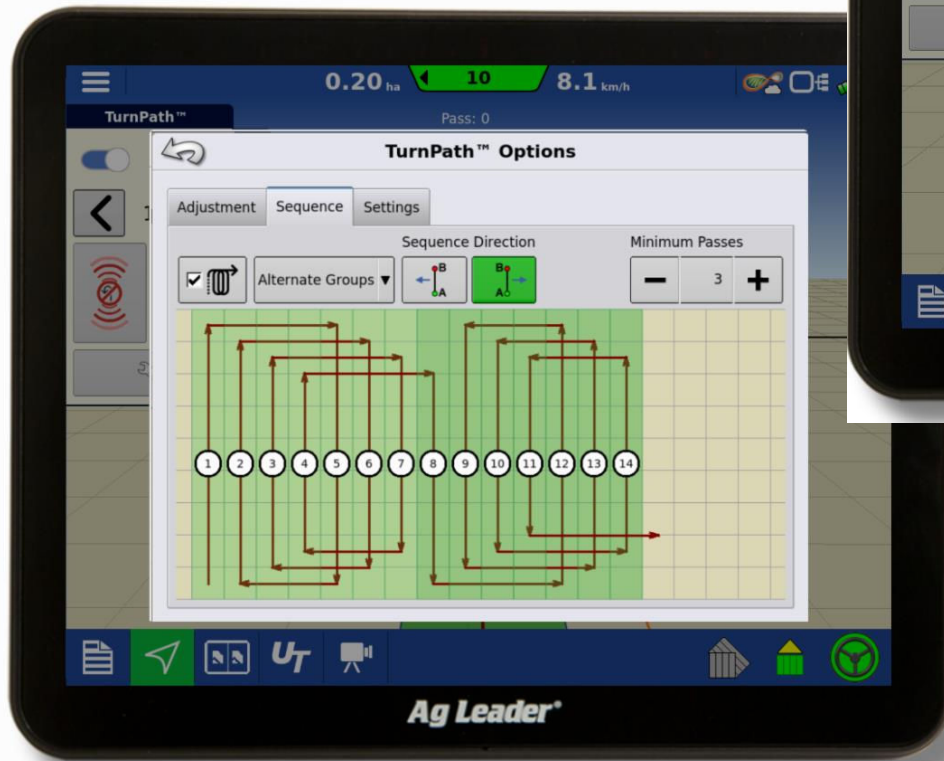 0.20 ha 10 8.1 km/h
TurnPath™
Pass: 0
TurnPath™ Options
Adjustment Sequence Settings
Sequence Direction Minimum Passes
Alternate Groups B A B A 3
1 2 3 4 5 6 7 8 9 10 11 12 13 14
UT
Ag Leader®